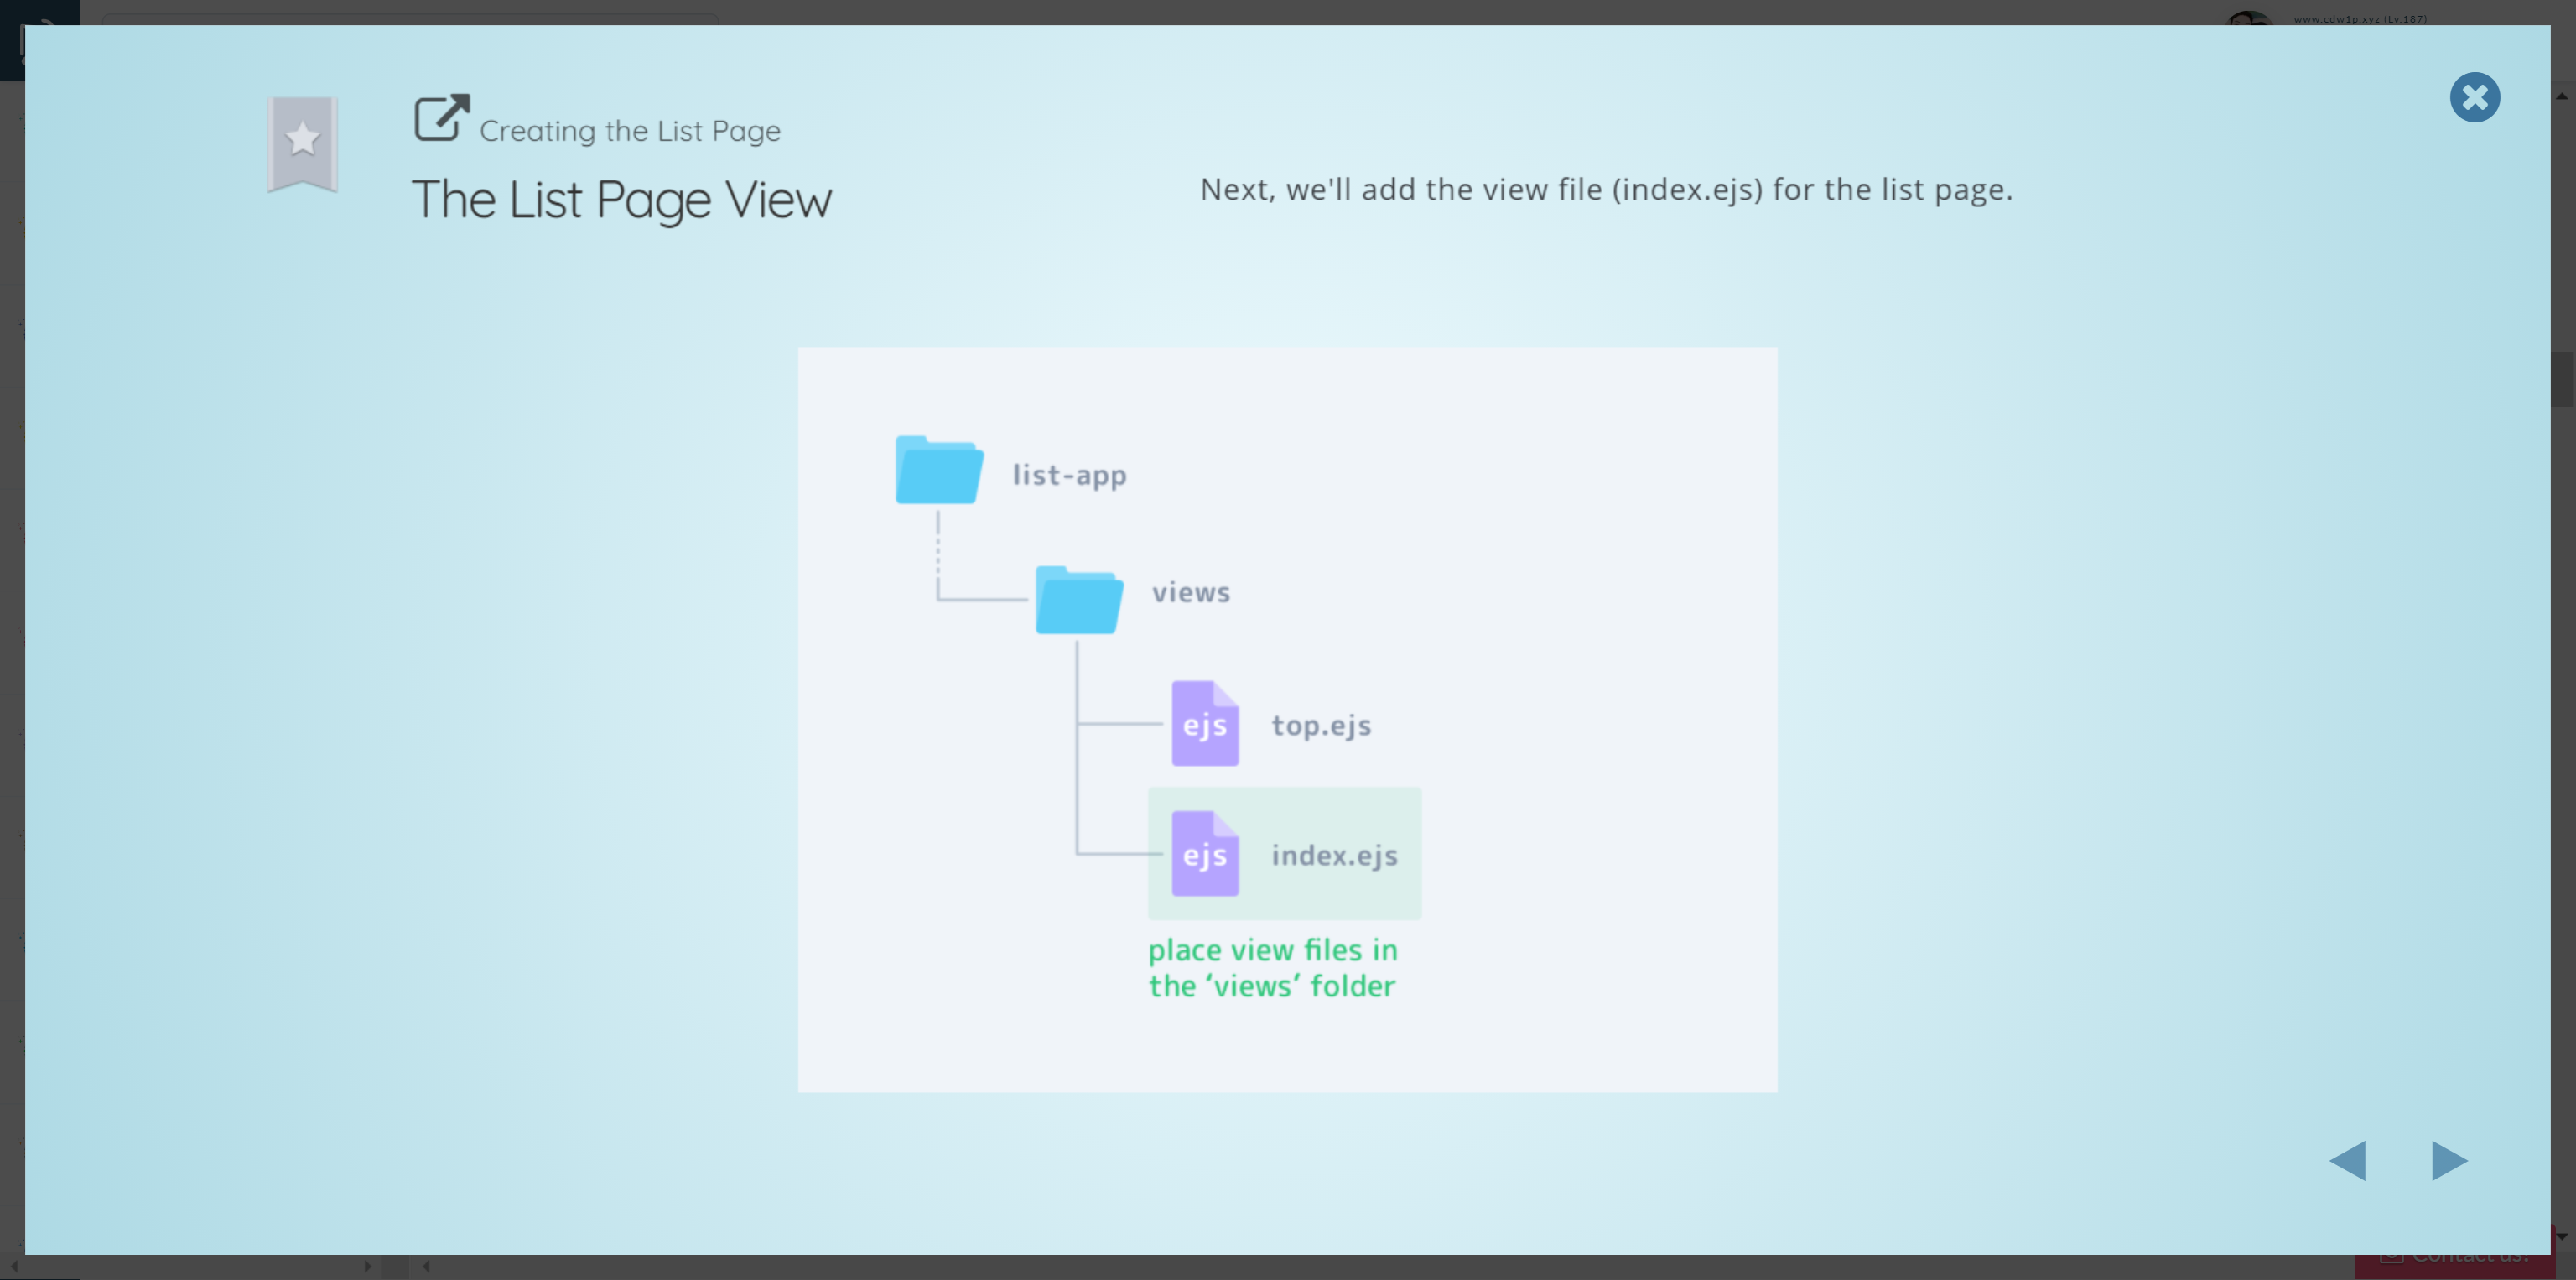 www.cdw1p.xyz (Lv.187)
Creating the List Page
The List Page View
Next, we'll add the view file (index.ejs) for the list page.
list-app
views
ejs top.ejs
ejs index.ejs
place view files in
the ‘views’ folder
Contact us!